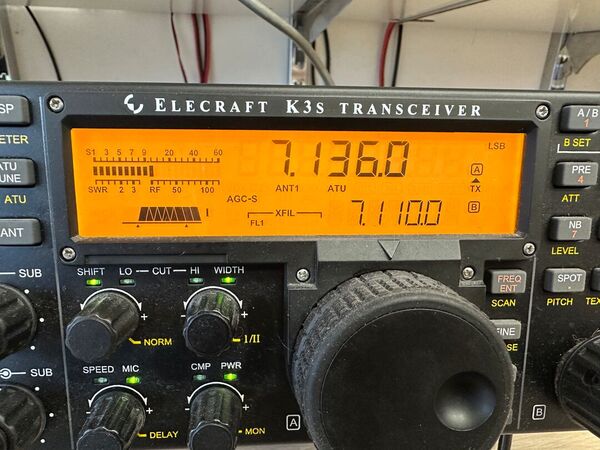 ELECRAFT K3S TRANSCEIVER
SP
A / B
1
S1 3 5 7 9 20 40 60
7.136.0
LSB
B SET
ATU
TUNE
SWR 2 3 RF 50 100
ANT1 ATU
A
TX
PRE
4
ATU
AGC-S
XFIL
FL1
7.110.0
B
ATT
ANT
I
NB
7
LEVEL
SHIFT LO CUT HI WIDTH
SUB
FREQ
ENT
SPOT
SCAN
PITCH
NORM
I/II
SPEED MIC CMP PWR
SUB
DELAY
MON
A
B